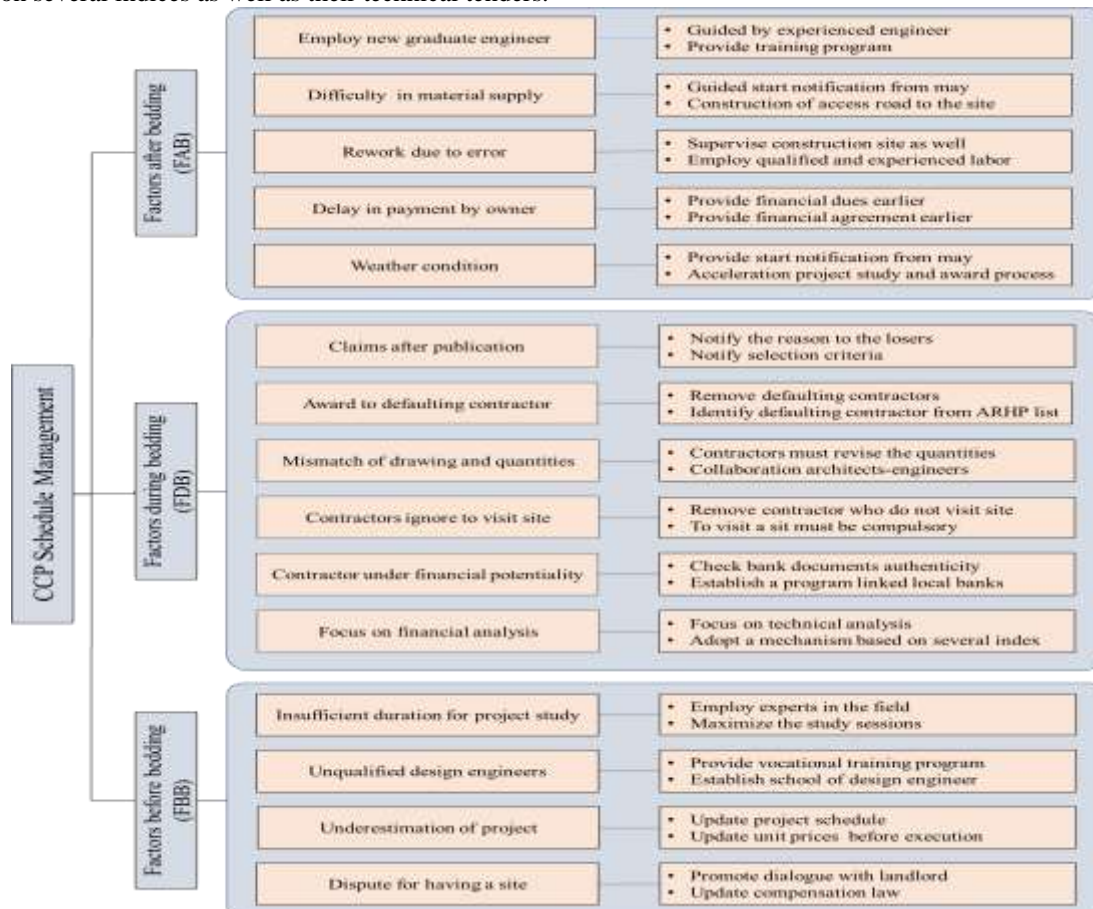 on several indices as well as their technical tenders.
CCP Schedule Management
Factors after bedding
(FAB)
Employ new graduate engineer
• Guided by experienced engineer
• Provide training program
Difficulty in material supply
• Guided start notification from may
• Construction of access road to the site
Rework due to error
• Supervise construction site as well
• Employ qualified and experienced labor
Delay in payment by owner
• Provide financial dues earlier
• Provide financial agreement earlier
Weather condition
• Provide start notification from may
• Acceleration project study and award process
Factors during bedding
(FDB)
Claims after publication
• Notify the reason to the losers
• Notify selection criteria
Award to defaulting contractor
• Remove defaulting contractors
• Identify defaulting contractor from ARHP list
Mismatch of drawing and quantities
• Contractors must revise the quantities
• Collaboration architects-engineers
Contractors ignore to visit site
• Remove contractor who do not visit site
• To visit a sit must be compulsory
Contractor under financial potentiality
• Check bank documents authenticity
• Establish a program linked local banks
Focus on financial analysis
• Focus on technical analysis
• Adopt a mechanism based on several index
Factors before bedding
(FBB)
Insufficient duration for project study
• Employ experts in the field
• Maximize the study sessions
Unqualified design engineers
• Provide vocational training program
• Establish school of design engineer
Underestimation of project
• Update project schedule
• Update unit prices before execution
Dispute for having a site
• Promote dialogue with landlord
• Update compensation law